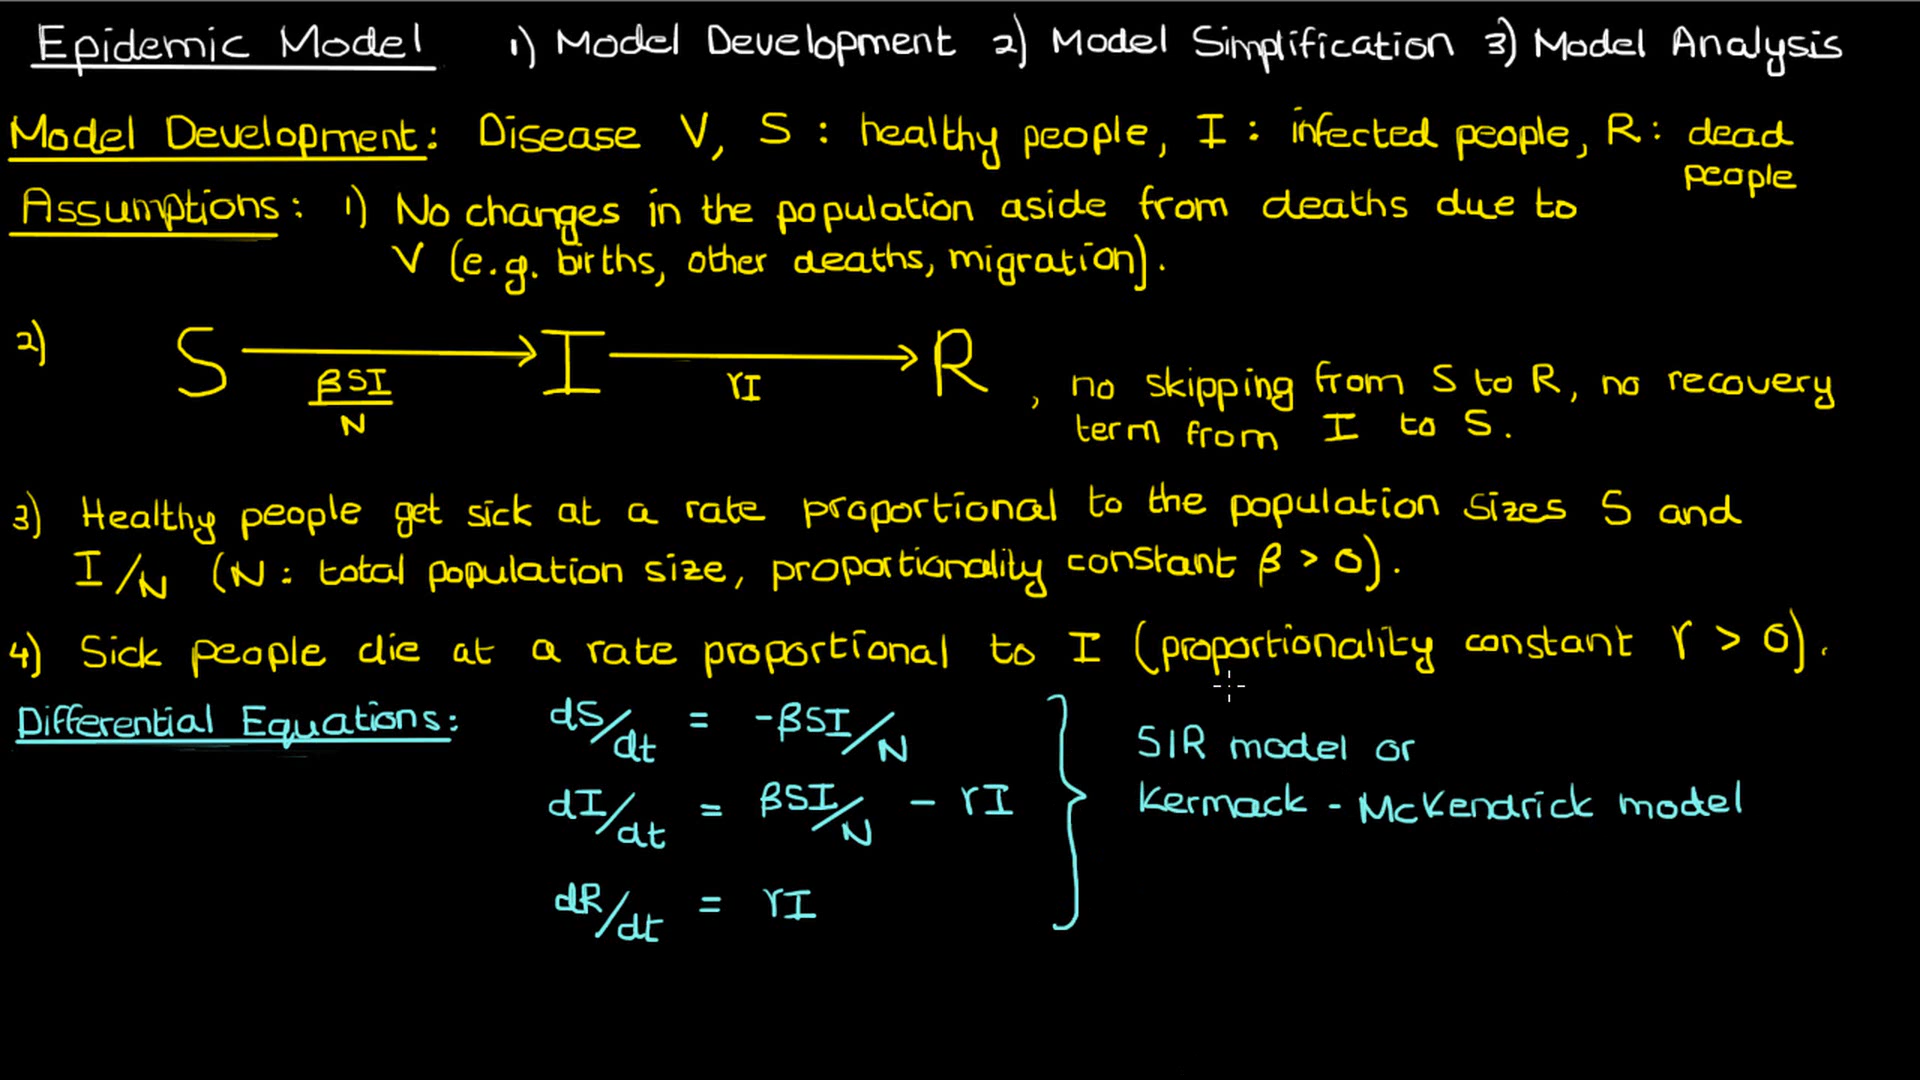 Epidemic Model 1) Model Development 2) Model Simplification 3) Model Analysis
Model Development: Disease V, S : healthy people, I : infected people, R: dead
people
Assumptions: 1) No changes in the population aside from deaths due to
V (e.g. births, other deaths, migration).
2) S → I → R
βSI/N rI
, no skipping from S to R, no recovery
term from I to S.
3) Healthy people get sick at a rate proportional to the population sizes S and
I/N (N: total population size, proportionality constant β > 0).
4) Sick people die at a rate proportional to I (proportionality constant r > 0).
Differential Equations: dS/dt = -βSI/N
dI/dt = βSI/N - rI
dR/dt = rI
SIR model or
Kermack - McKendrick model